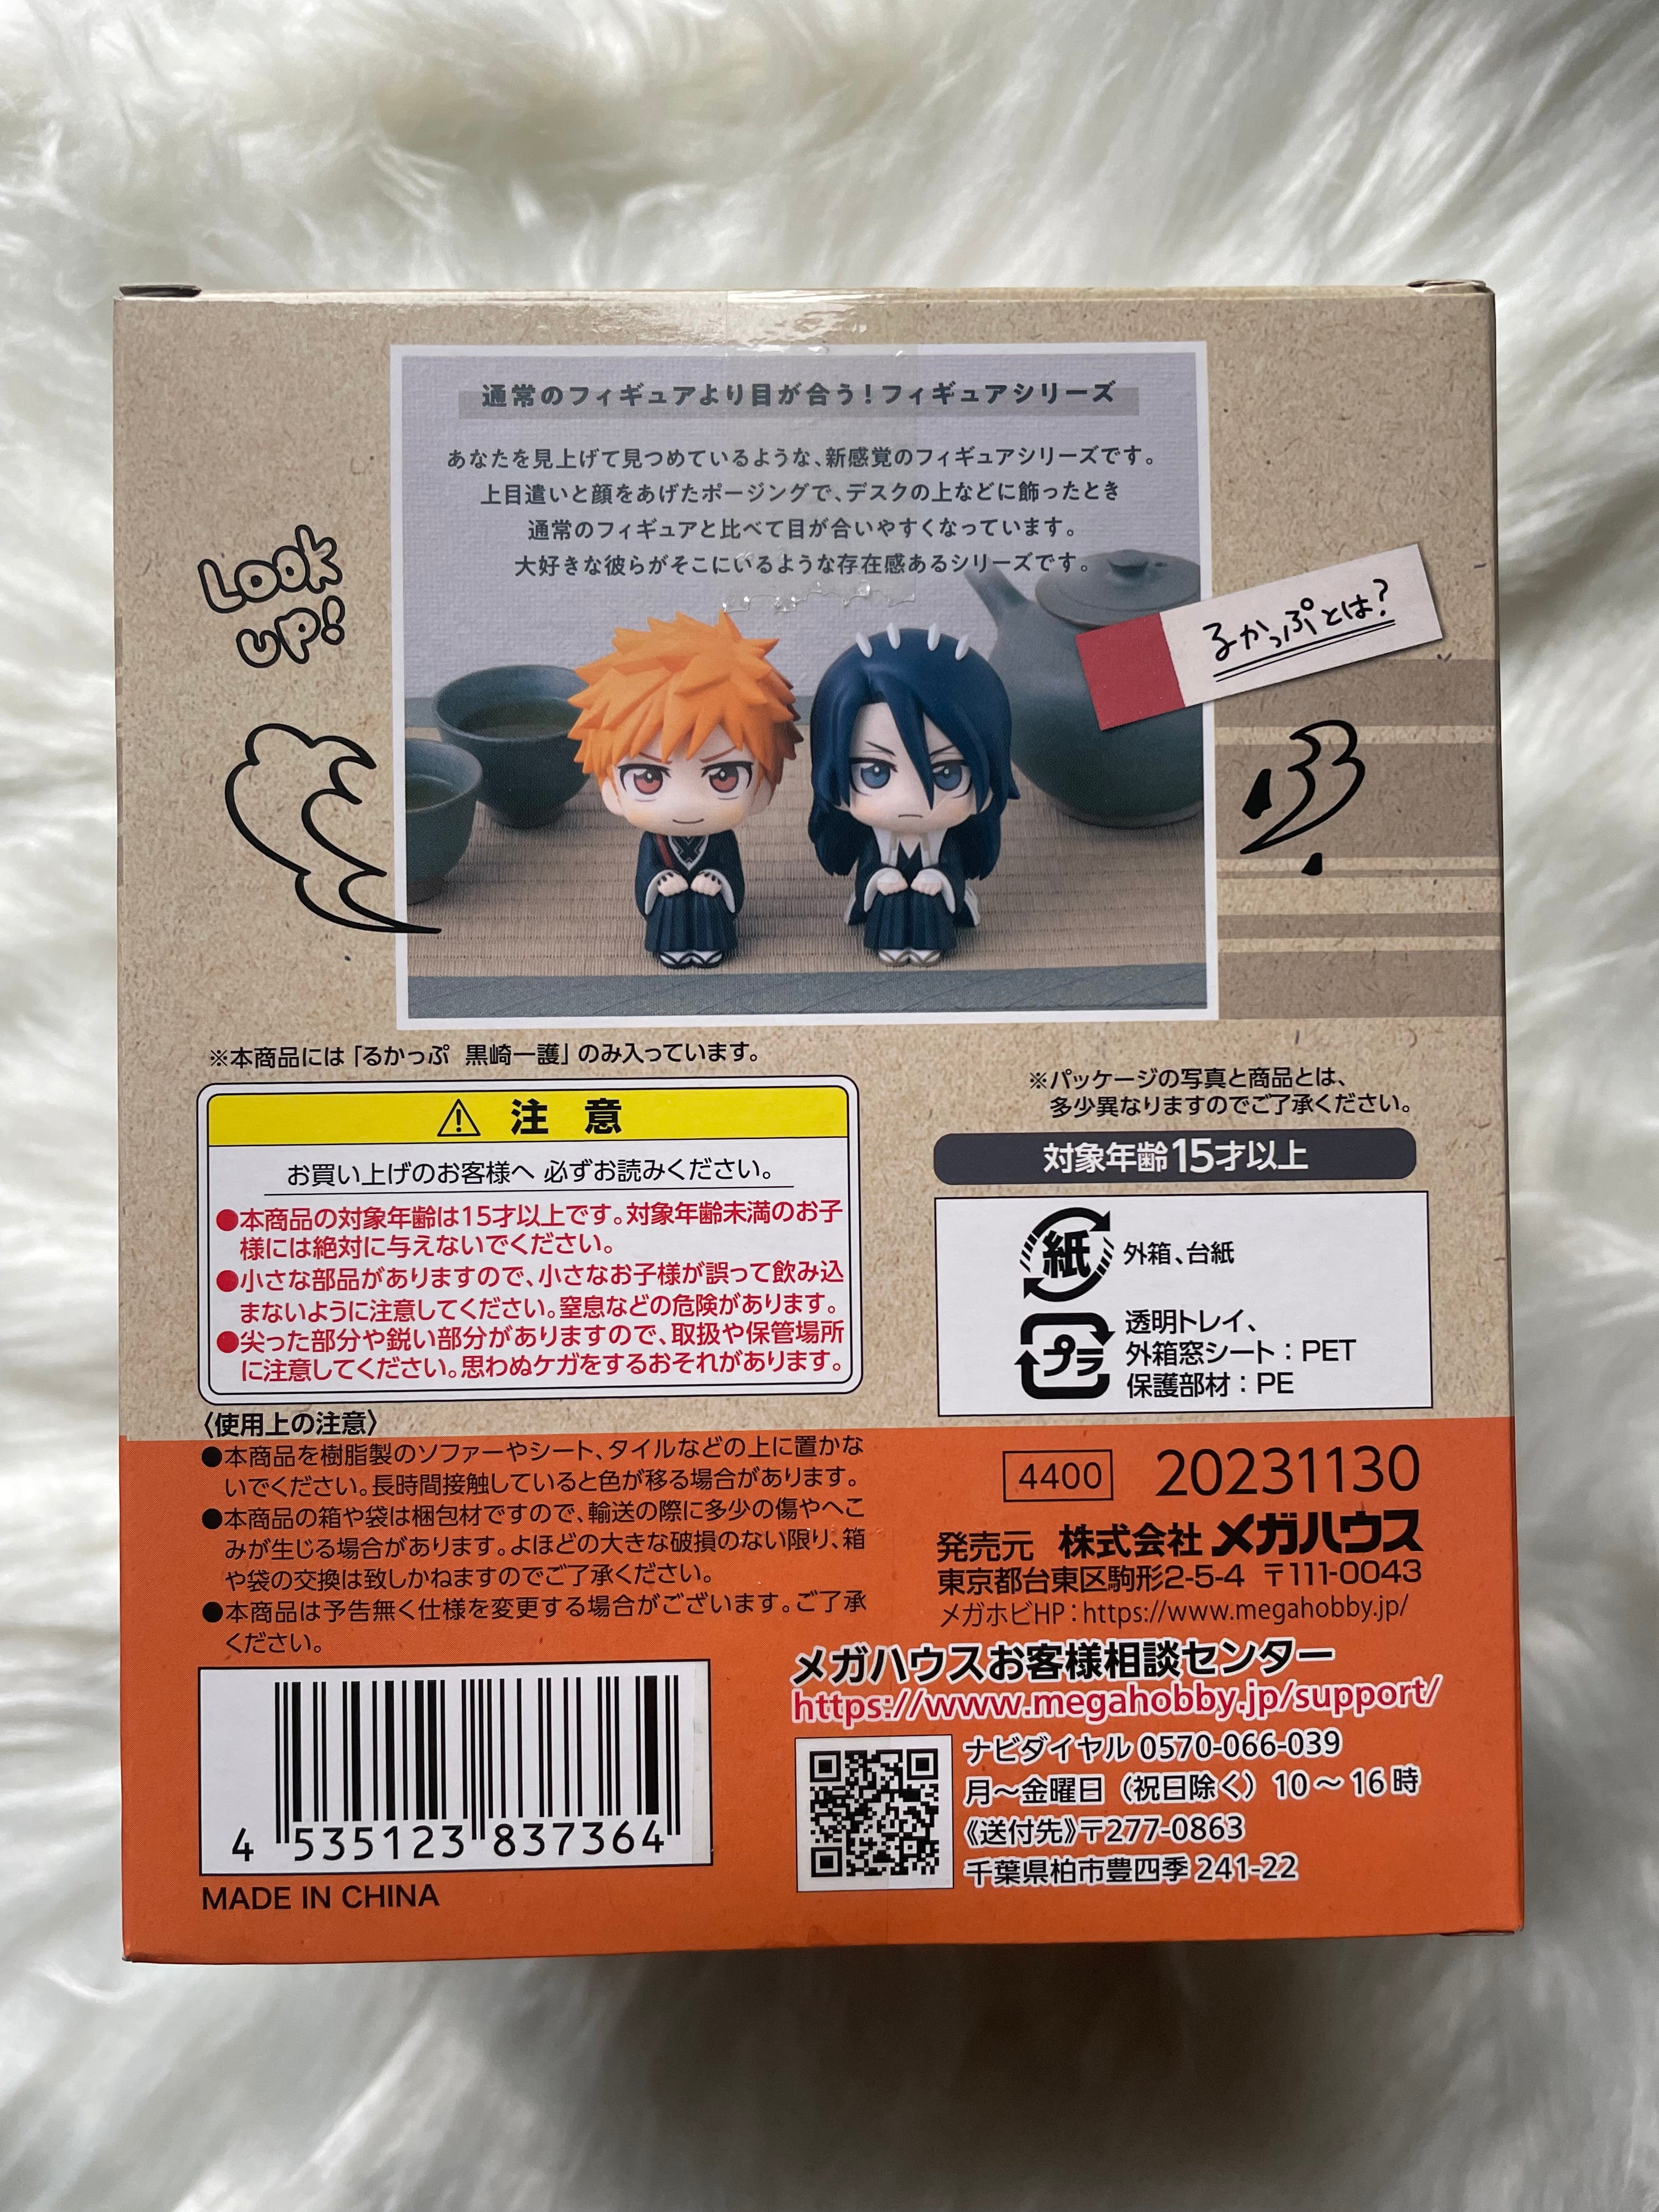 通常のフィギュアより目が合う!フィギュアシリーズ
あなたを見上げて見つめているような、新感覚のフィギュアシリーズです。
上目遣いと顔をあげたポージングで、デスクの上などに飾ったとき
通常のフィギュアと比べて目が合いやすくなっています。
大好きな彼らがそこにいるような存在感あるシリーズです。
Look
up!
るかっぷとは?
※本商品には「るかっぷ 黒崎一護」のみ入っています。
注意
お買い上げのお客様へ 必ずお読みください。
●本商品の対象年齢は15才以上です。対象年齢未満のお子
様には絶対に与えないでください。
●小さな部品がありますので、小さなお子様が誤って飲み込
まないように注意してください。窒息などの危険があります。
●尖った部分や鋭い部分がありますので、取扱や保管場所
に注意してください。思わぬケガをするおそれがあります。
〈使用上の注意〉
●本商品を樹脂製のソファーやシート、タイルなどの上に置かな
いでください。長時間接触していると色が移る場合があります。
●本商品の箱や袋は梱包材ですので、輸送の際に多少の傷やへこ
みが生じる場合があります。よほどの大きな破損のない限り、箱
や袋の交換は致しかねますのでご了承ください。
●本商品は予告無く仕様を変更する場合がございます。ご了承
ください。
4 535123 837364
MADE IN CHINA
※パッケージの写真と商品とは、
多少異なりますのでご了承ください。
対象年齢15才以上
紙 外箱、台紙
プラ 透明トレイ、
外箱窓シート：PET
保護部材：PE
4400 20231130
発売元 株式会社 メガハウス
東京都台東区駒形2-5-4 〒111-0043
メガホビHP：https://www.megahobby.jp/
メガハウスお客様相談センター
https://www.megahobby.jp/support/
ナビダイヤル 0570-066-039
月～金曜日（祝日除く）10～16時
《送付先》〒277-0863
千葉県柏市豊四季 241-22